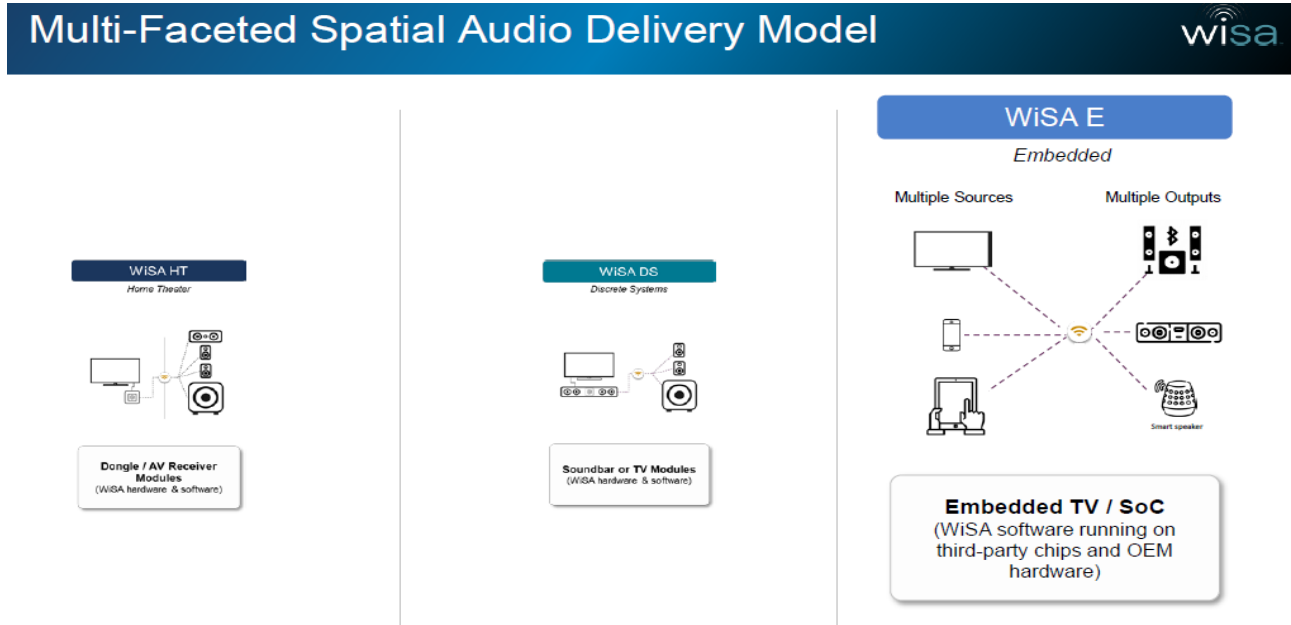 Multi-Faceted Spatial Audio Delivery Model
wisa
WiSA HT
Home Theater
Dongle / AV Receiver
Modules
(WiSA hardware & software)
WiSA DS
Discrete Systems
Soundbar or TV Modules
(WiSA hardware & software)
WiSA E
Embedded
Multiple Sources
Multiple Outputs
Smart speaker
Embedded TV / SoC
(WiSA software running on
third-party chips and OEM
hardware)